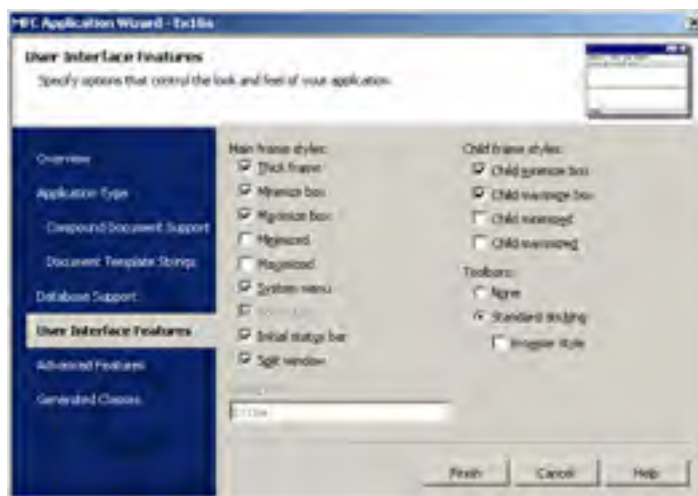 MFC Application Wizard - Ex18a
User Interface Features
Specify options that control the look and feel of your application.
Overview
Application Type
Compound Document Support
Document Template Strings
Database Support
User Interface Features
Advanced Features
Generated Classes
Main frame styles:
Thick frame
Minimize box
Maximize box
Minimized
Maximized
System menu
Initial status bar
Split window
Child frame styles:
Child minimize box
Child maximize box
Child minimized
Child maximized
Toolbars:
None
Standard docking
Browser style
Finish
Cancel
Help